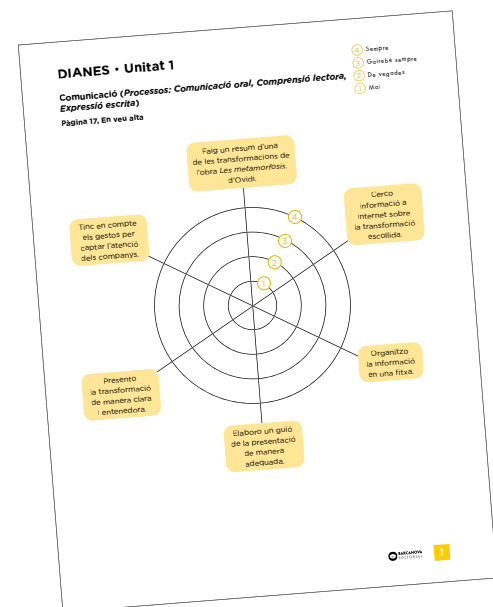 4 Sempre
3 Gairebé sempre
2 De vegades
1 Mai
DIANES • Unitat 1
Comunicació (Processos: Comunicació oral, Comprensió lectora,
Expressió escrita)
Pàgina 17, En veu alta
Faig un resum d'una
de les transformacions de
l'obra Les metamorfosis,
d'Ovidi.
Cerco
informació a
internet sobre
la transformació
escollida.
Tinc en compte
els gestos per
captar l'atenció
dels companys.
4
3
2
1
Organitzo
la informació
en una fitxa.
Presento
la transformació
de manera clara
i entenedora.
Elaboro un guió
de la presentació
de manera
adequada.
BARCANOVA
EDITORIAL
2